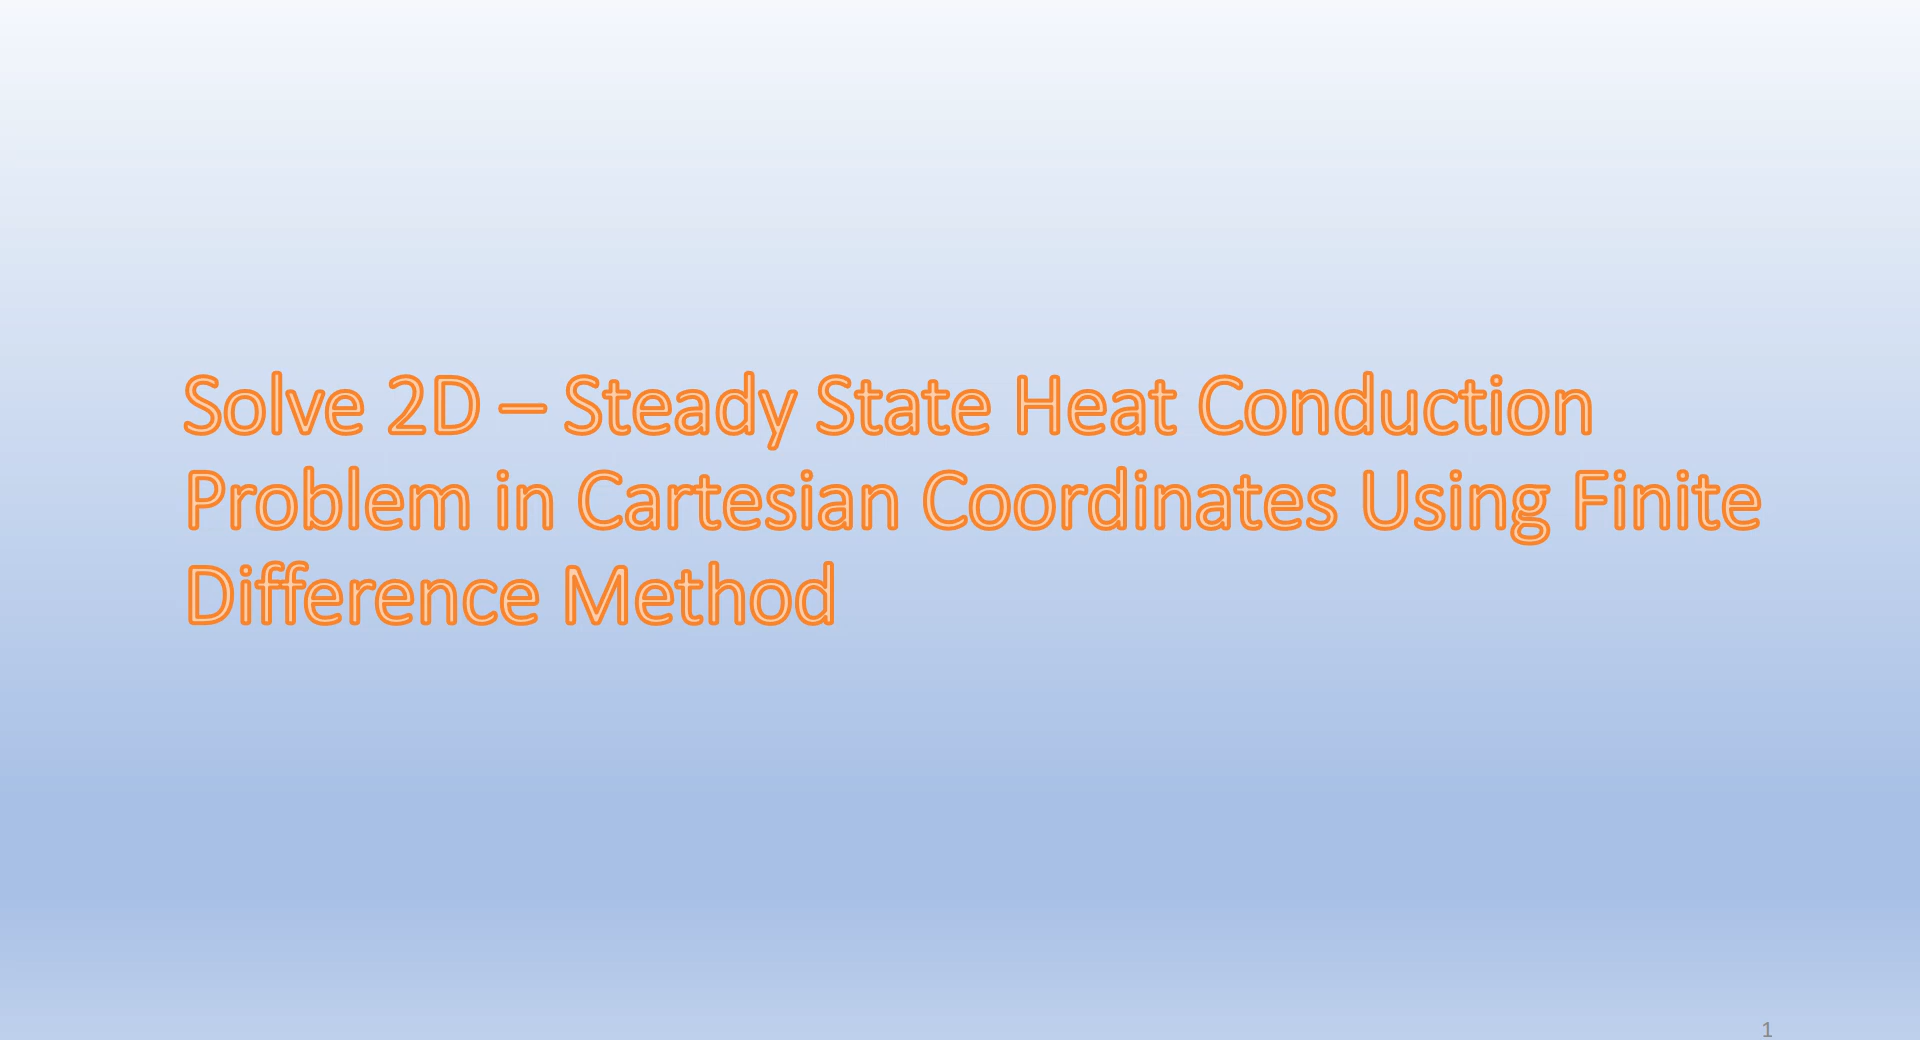 Solve 2D – Steady State Heat Conduction
Problem in Cartesian Coordinates Using Finite
Difference Method
1